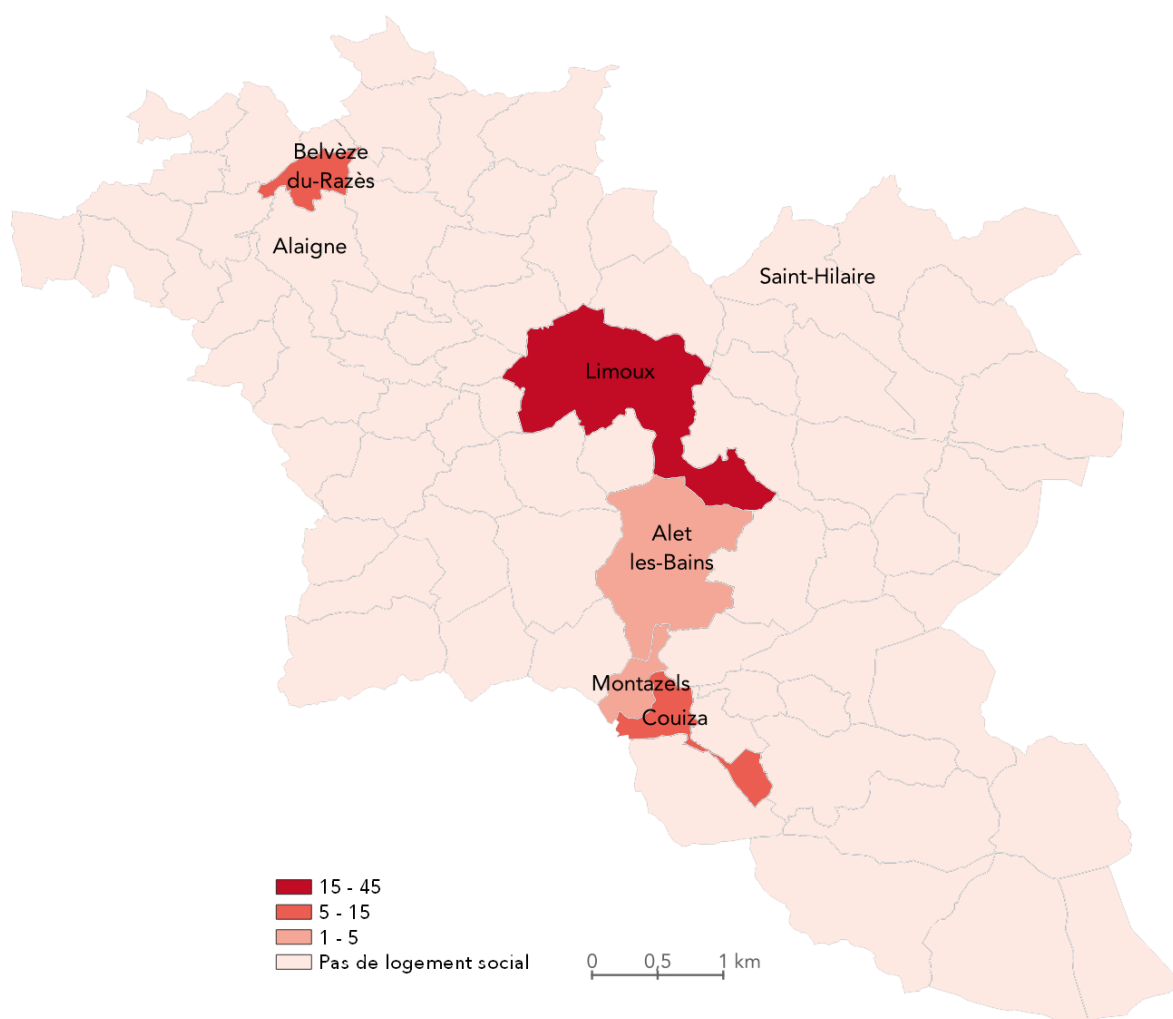 Belvèze
du-Razès
Alaigne
Saint-Hilaire
Limoux
Alet
les-Bains
Montazels
Couiza
15 - 45
5 - 15
1 - 5
Pas de logement social
0 0,5 1 km